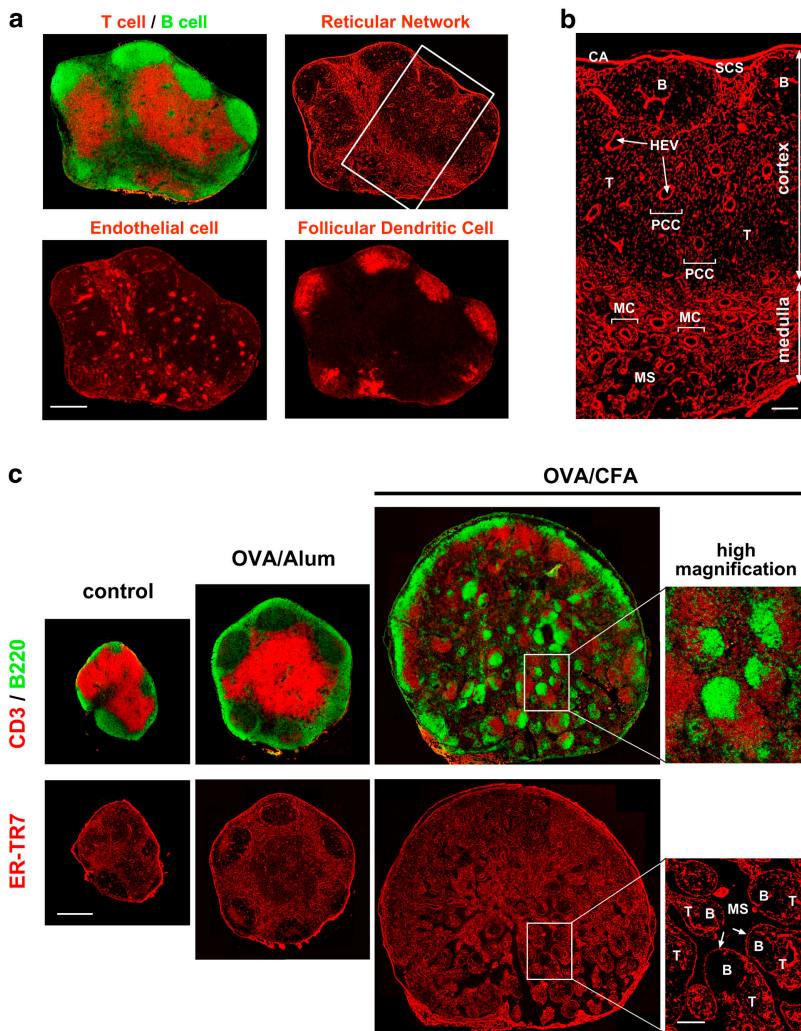 a
T cell / B cell
Reticular Network
Endothelial cell
Follicular Dendritic Cell
b
CA
SCS
B
B
HEV
T
PCC
T
PCC
MC
MC
MS
cortex
medulla
c
OVA/CFA
control
OVA/Alum
high
magnification
CD3 / B220
ER-TR7
B
MS
T
B
B
T
T
B
T